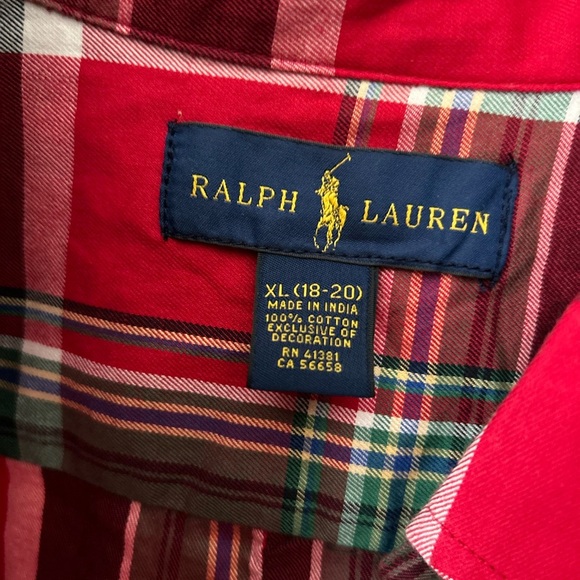 RALPH LAUREN
XL (18-20)
MADE IN INDIA
100% COTTON
EXCLUSIVE OF
DECORATION
RN 41381
CA 56658